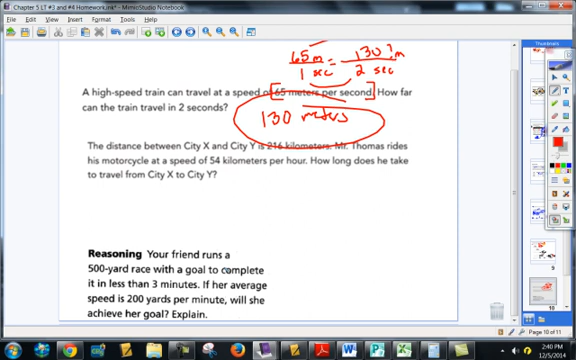 Chapter 5 LT #3 and #4 Homework.ink* - MimioStudio Notebook
File Edit View Insert Format Tools Help
65m = 130 ? m
1 sec 2 sec
A high-speed train can travel at a speed of [65 meters per second.] How far
can the train travel in 2 seconds?
130 meters
The distance between City X and City Y is 216 kilometers. Mr. Thomas rides
his motorcycle at a speed of 54 kilometers per hour. How long does he take
to travel from City X to City Y?
Reasoning Your friend runs a
500-yard race with a goal to complete
it in less than 3 minutes. If her average
speed is 200 yards per minute, will she
achieve her goal? Explain.
Thumbnails
9
Page 10 of 11
2:40 PM
12/5/2014